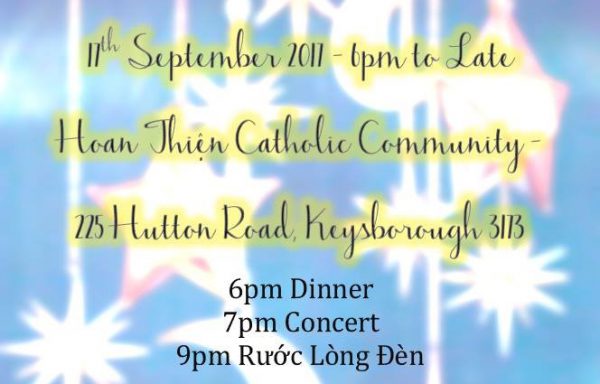 17th September 2017 - 6pm to Late
Hoan Thiện Catholic Community -
225 Hutton Road, Keysborough 3173
6pm Dinner
7pm Concert
9pm Rước Lòng Đèn